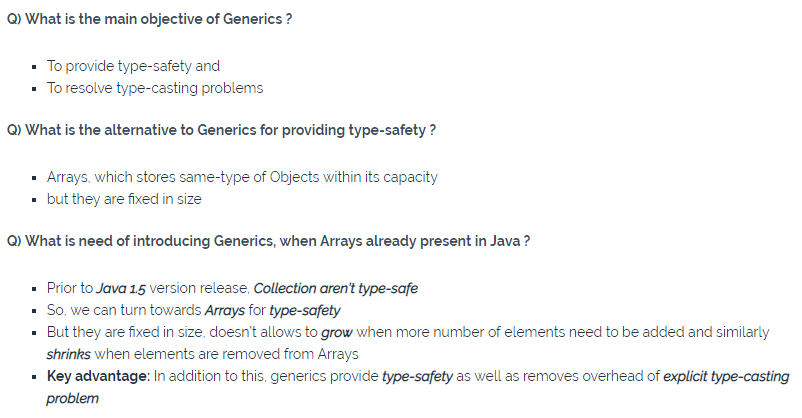 Q) What is the main objective of Generics ?
▪ To provide type-safety and
▪ To resolve type-casting problems
Q) What is the alternative to Generics for providing type-safety ?
▪ Arrays, which stores same-type of Objects within its capacity
▪ but they are fixed in size
Q) What is need of introducing Generics, when Arrays already present in Java ?
▪ Prior to Java 1.5 version release, Collection aren't type-safe
▪ So, we can turn towards Arrays for type-safety
▪ But they are fixed in size, doesn't allows to grow when more number of elements need to be added and similarly
shrinks when elements are removed from Arrays
▪ Key advantage: In addition to this, generics provide type-safety as well as removes overhead of explicit type-casting
problem